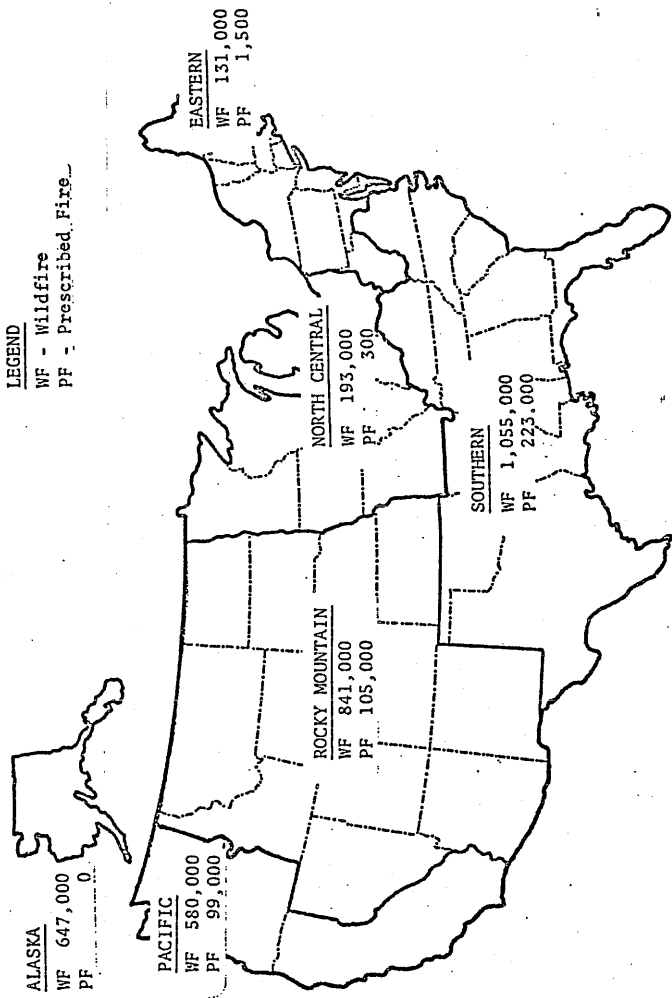 LEGEND
WF - Wildfire
PF - Prescribed Fire
ALASKA
WF 647,000
PF 0
PACIFIC
WF 580,000
PF 99,000
ROCKY MOUNTAIN
WF 841,000
PF 105,000
NORTH CENTRAL
WF 193,000
PF 300
EASTERN
WF 131,000
PF 1,500
SOUTHERN
WF 1,055,000
PF 223.000